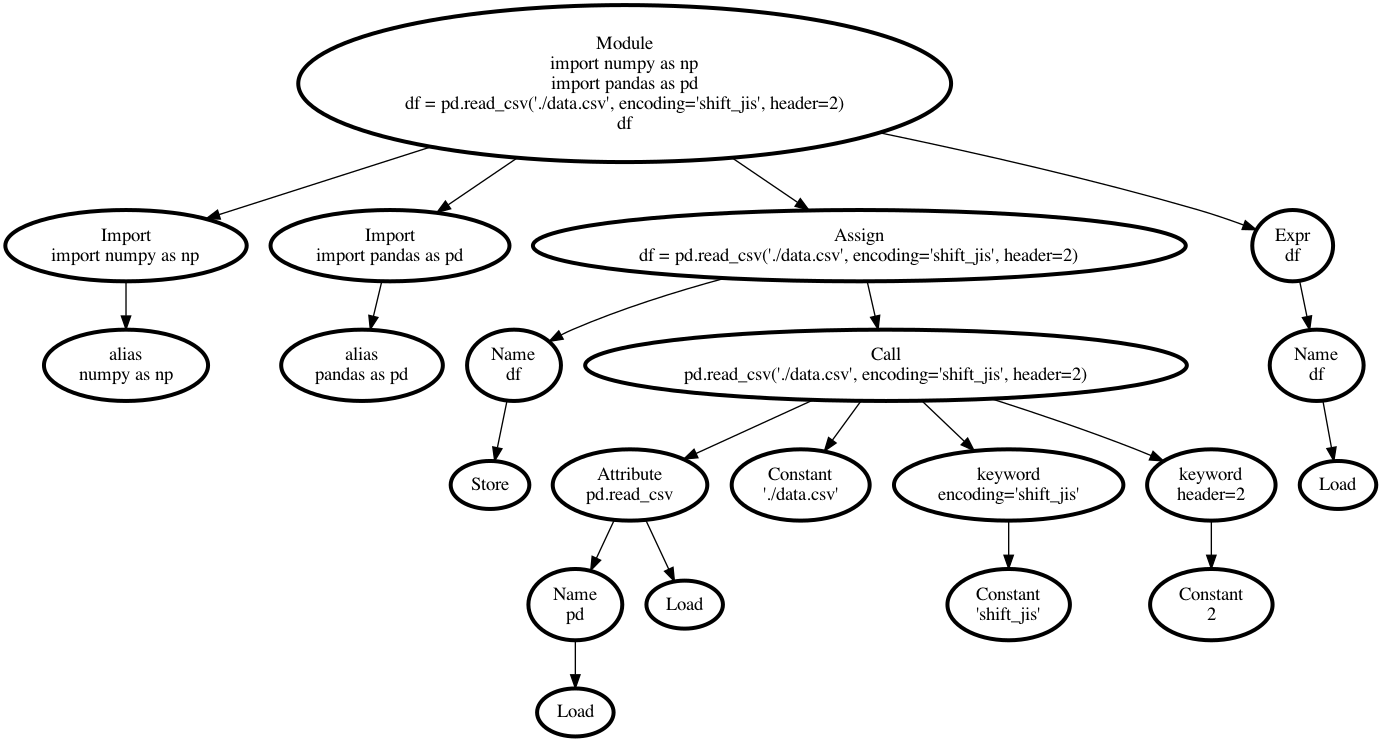 Module
import numpy as np
import pandas as pd
df = pd.read_csv('./data.csv', encoding='shift_jis', header=2)
df
Import
import numpy as np
Import
import pandas as pd
Assign
df = pd.read_csv('./data.csv', encoding='shift_jis', header=2)
Expr
df
alias
numpy as np
alias
pandas as pd
Name
df
Call
pd.read_csv('./data.csv', encoding='shift_jis', header=2)
Name
df
Store
Attribute
pd.read_csv
Constant
'./data.csv'
keyword
encoding='shift_jis'
keyword
header=2
Load
Name
pd
Load
Constant
'shift_jis'
Constant
2
Load